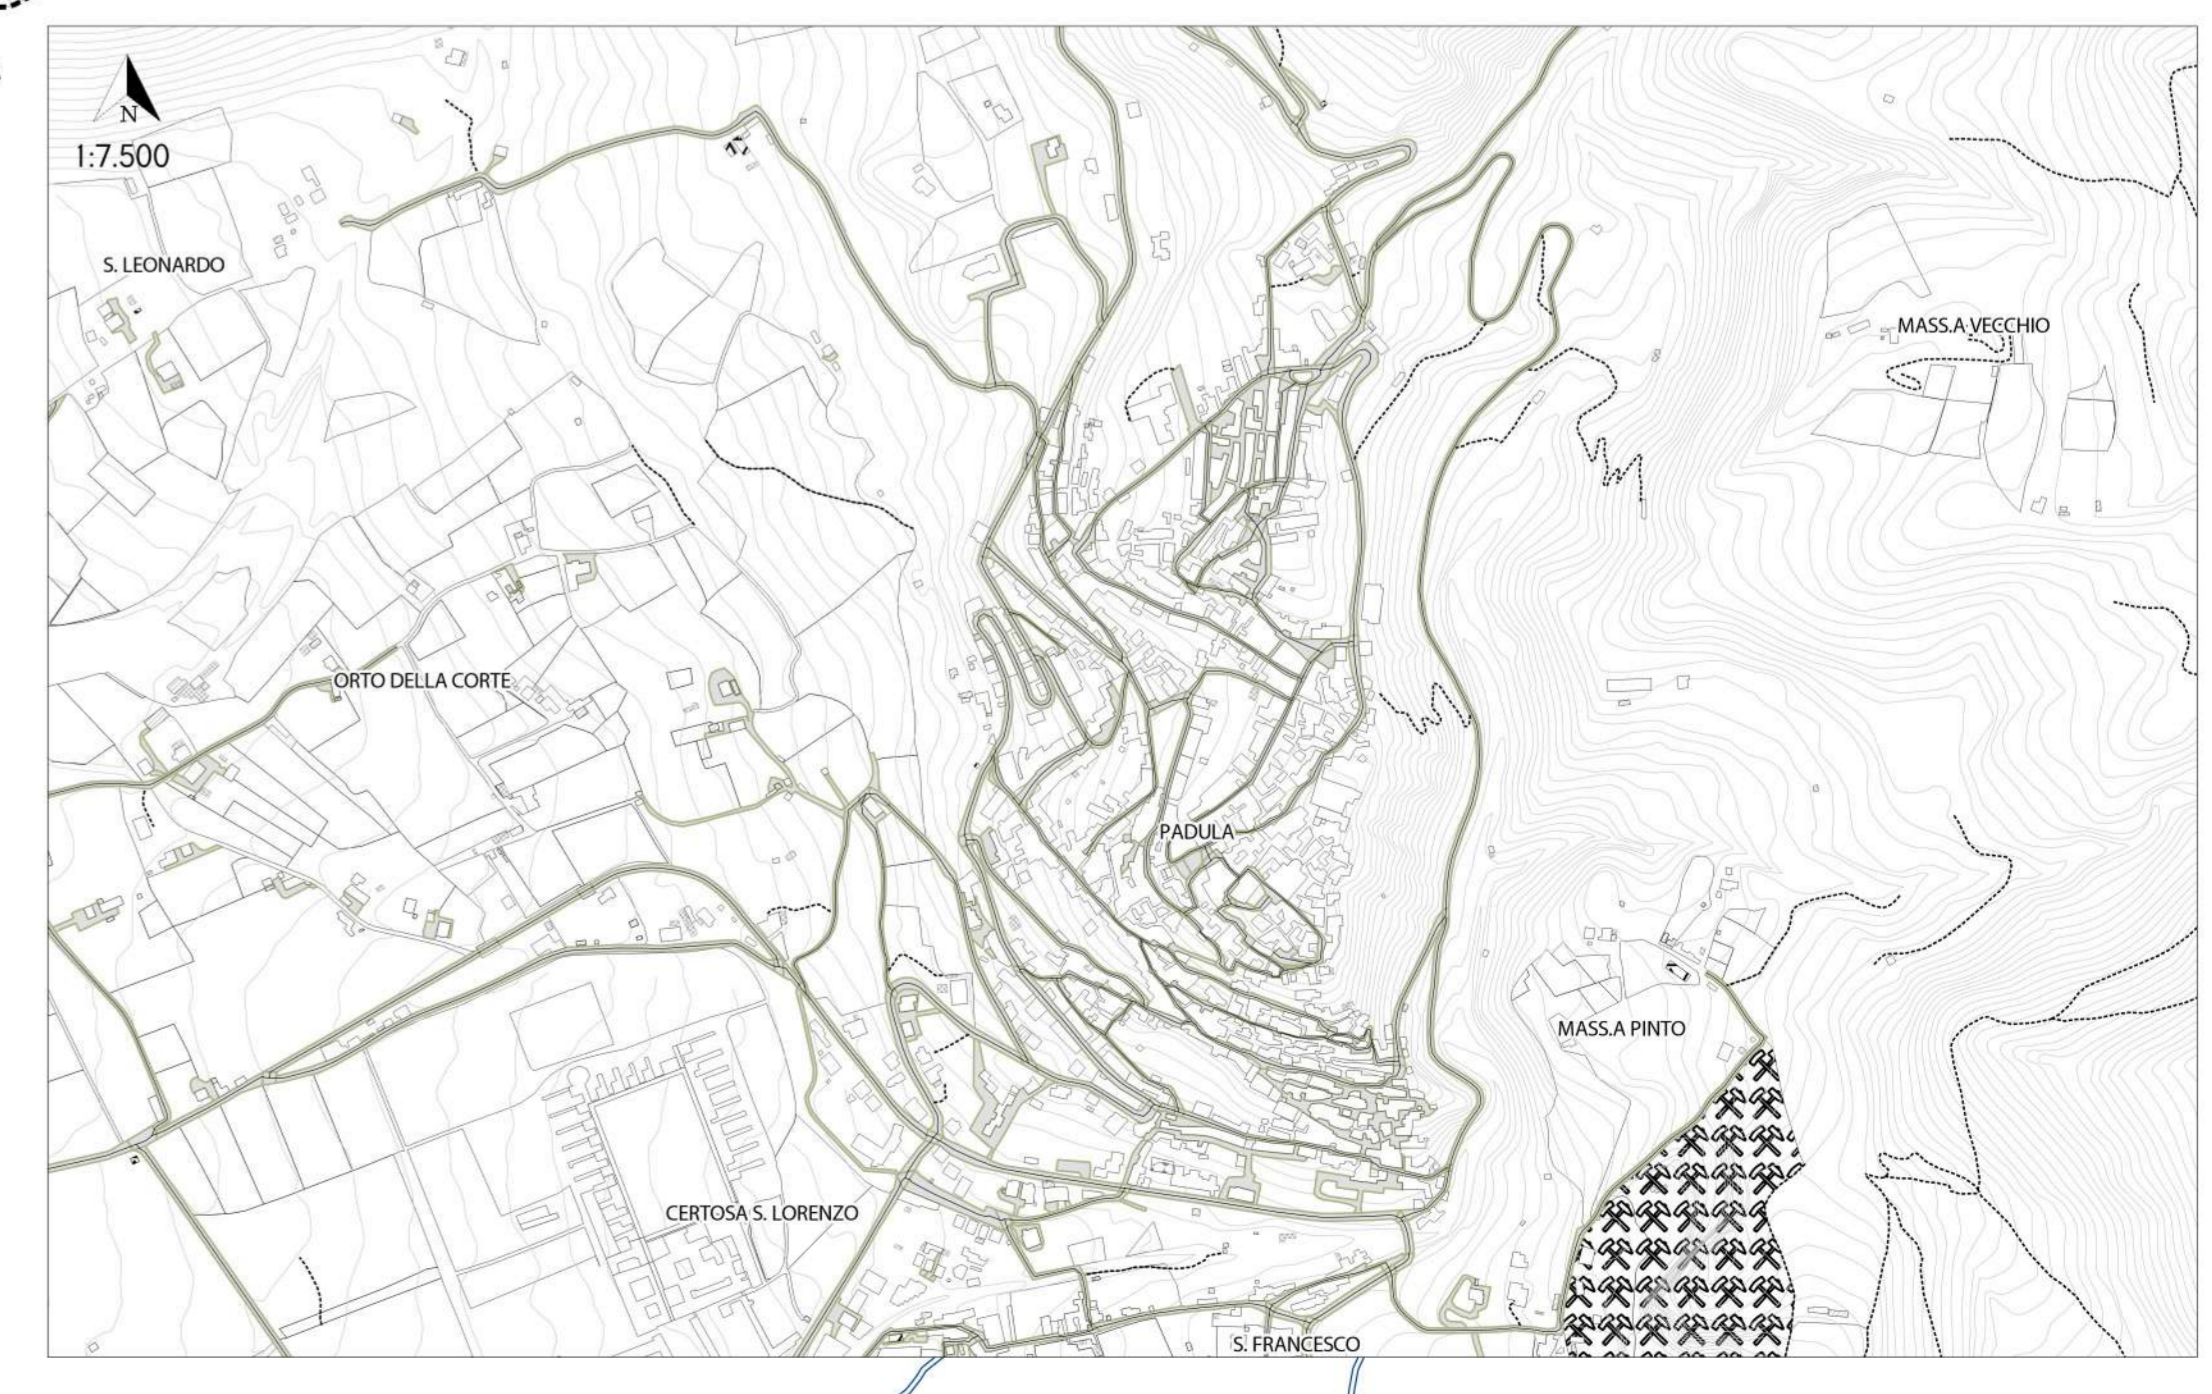 N
1:7.500
S. LEONARDO
MASS.A VECCHIO
ORTO DELLA CORTE
PADULA
MASS.A PINTO
CERTOSA S. LORENZO
S. FRANCESCO